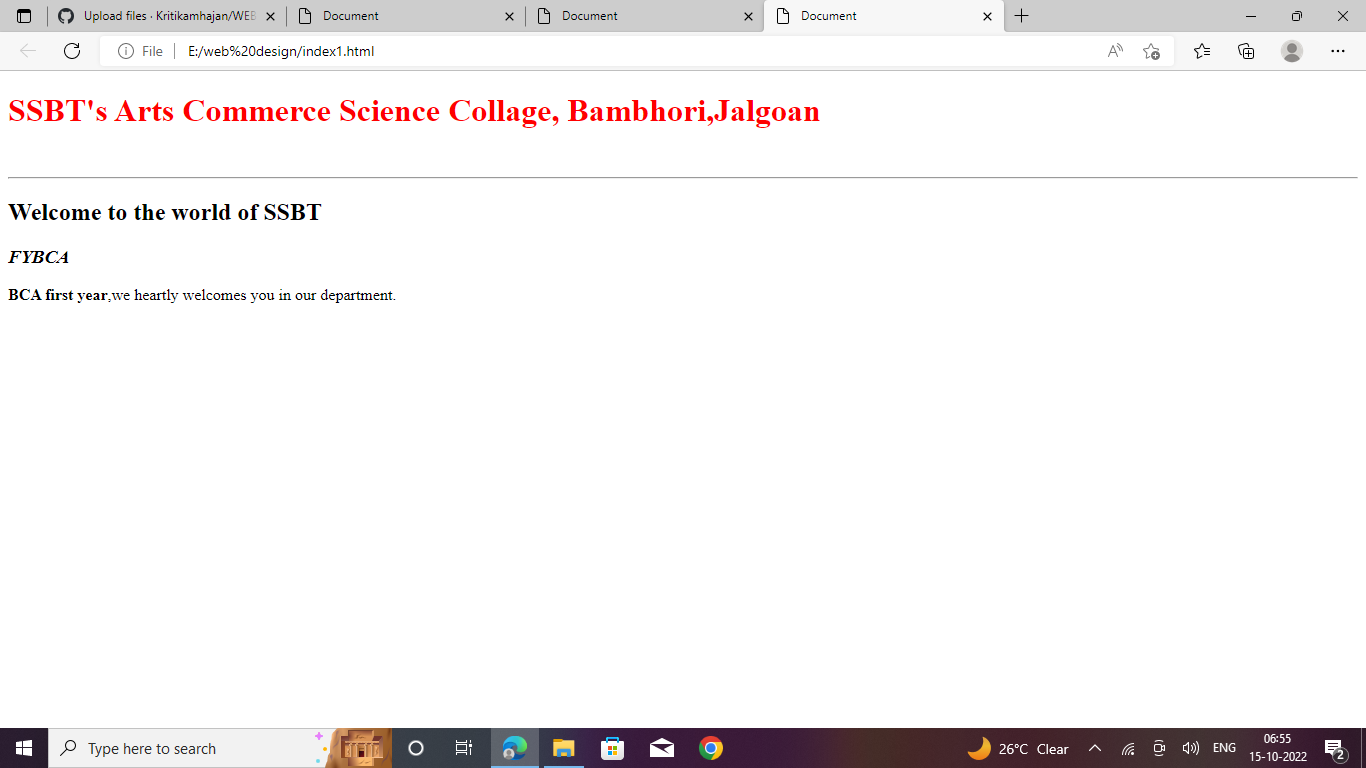 Upload files · Kritikamhajan/WEB
Document
Document
Document
File
E:/web%20design/index1.html
SSBT's Arts Commerce Science Collage, Bambhori,Jalgoan
Welcome to the world of SSBT
FYBCA
BCA first year,we heartly welcomes you in our department.
Type here to search
26°C Clear
ENG
06:55
15-10-2022
2